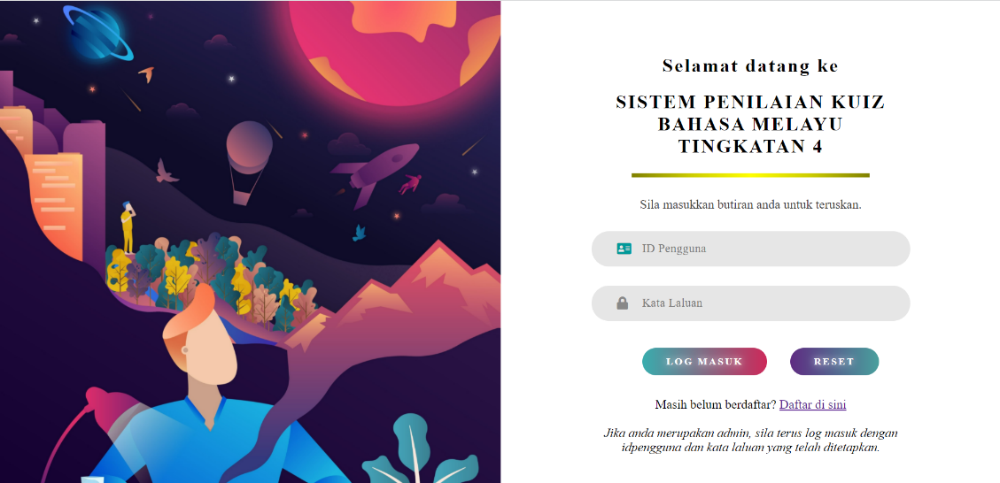 Selamat datang ke
SISTEM PENILAIAN KUIZ
BAHASA MELAYU
TINGKATAN 4
Sila masukkan butiran anda untuk teruskan.
ID Pengguna
Kata Laluan
LOG MASUK
RESET
Masih belum berdaftar? Daftar di sini
Jika anda merupakan admin, sila terus log masuk dengan
idpengguna dan kata laluan yang telah ditetapkan.